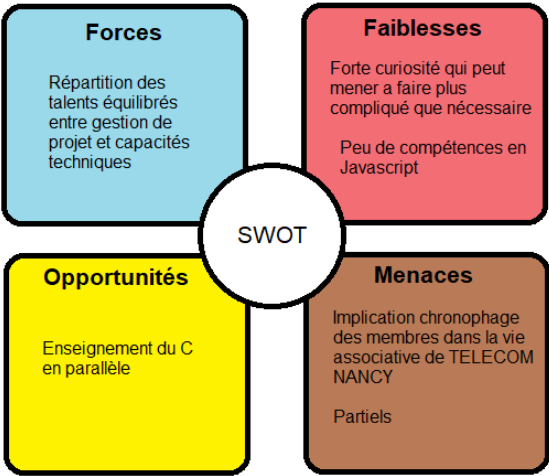 Forces
Répartition des
talents équilibrés
entre gestion de
projet et capacités
techniques
Faiblesses
Forte curiosité qui peut
mener a faire plus
compliqué que nécessaire
Peu de compétences en
Javascript
SWOT
Opportunités
Enseignement du C
en parallèle
Menaces
Implication chronophage
des membres dans la vie
associative de TELECOM
NANCY
Partiels